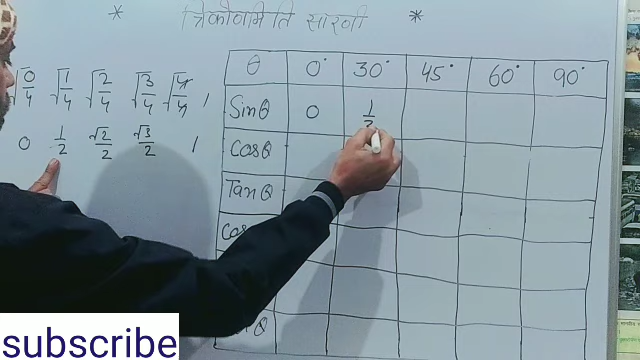 * त्रिकोणमिति सारणी *
θ 0° 30° 45° 60° 90°
√0/4 √1/4 √2/4 √3/4 √4/4 1
Sinθ 0 1/2
0 1/2 √2/2 √3/2 1
cosθ
Tanθ
θ
subscribe